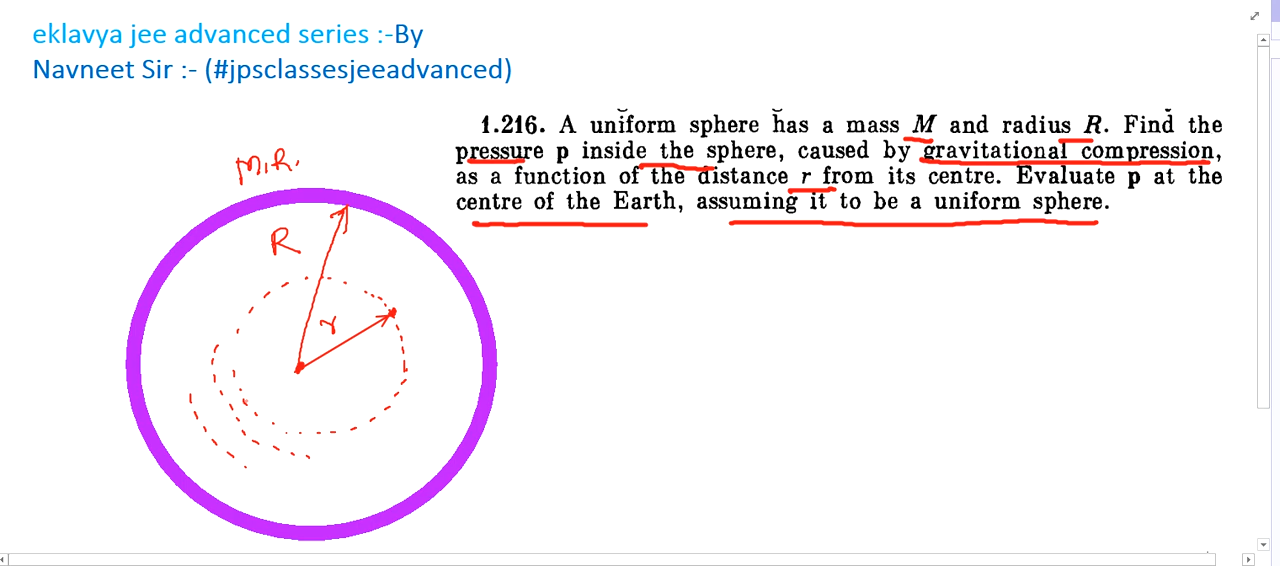 eklavya jee advanced series :-By
Navneet Sir :- (#jpsclassesjeeadvanced)
1.216. A uniform sphere has a mass M and radius R. Find the
pressure p inside the sphere, caused by gravitational compression,
as a function of the distance r from its centre. Evaluate p at the
centre of the Earth, assuming it to be a uniform sphere.
M,R.
R
r